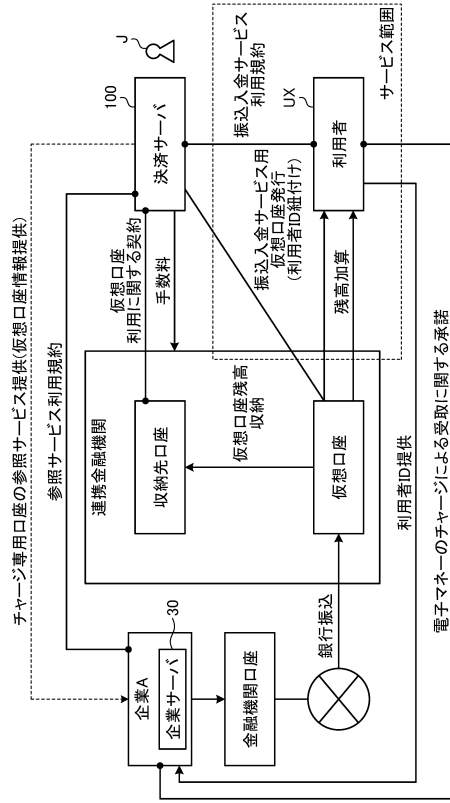 チャージ専用口座の参照サービス提供(仮想口座情報提供)
参照サービス利用規約
企業A
企業サーバ
30
金融機関口座
銀行振込
連携金融機関
収納先口座
仮想口座残高
収納
仮想口座
仮想口座
利用に関する契約
手数料
100
決済サーバ
J
振込入金サービス
利用規約
振込入金サービス用
仮想口座発行
(利用者ID紐付け)
残高加算
UX
利用者
サービス範囲
利用者ID提供
電子マネーのチャージによる受取に関する承諾